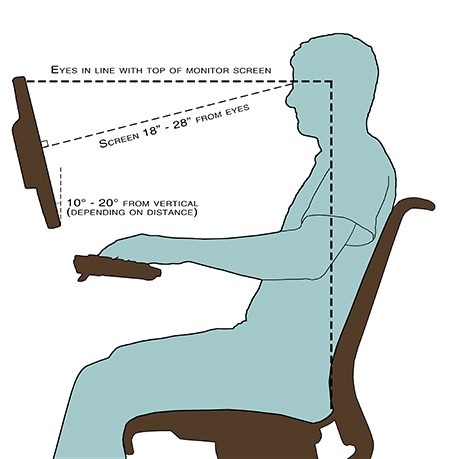 Eyes in line with top of monitor screen
Screen 18" - 28" from eyes
10° - 20° from vertical
(depending on distance)